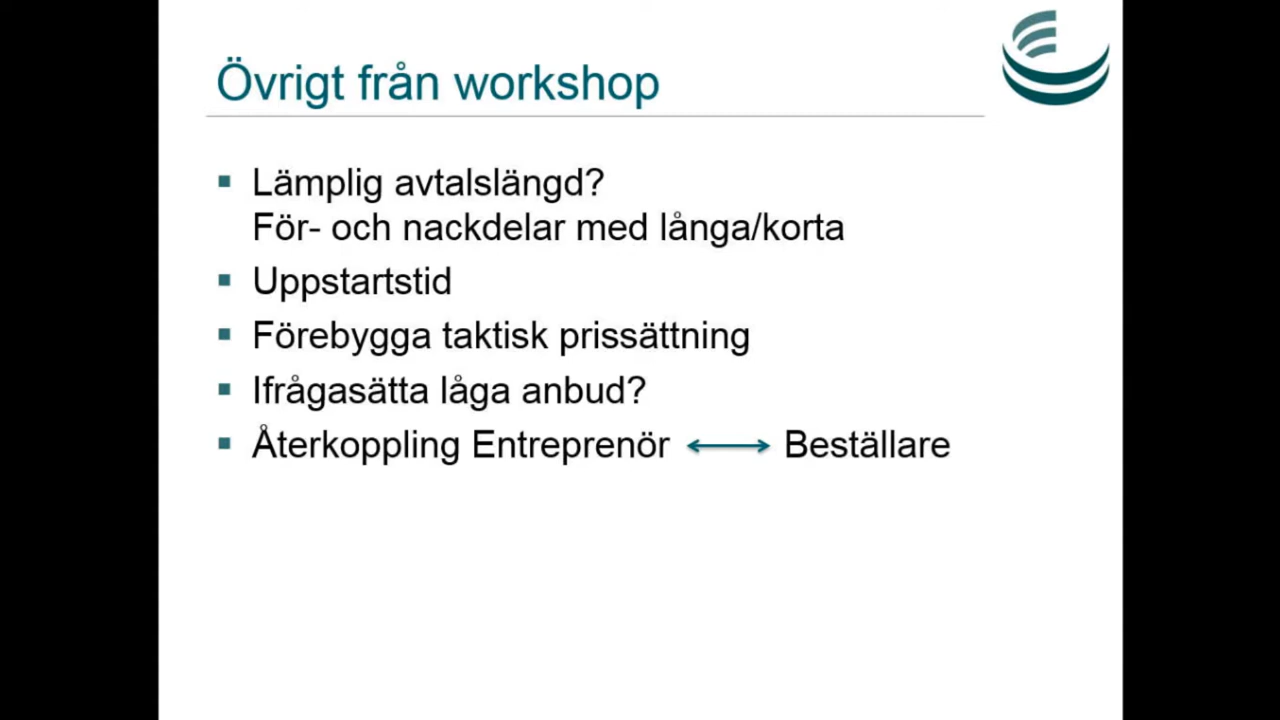 Övrigt från workshop
Lämplig avtalslängd?
För- och nackdelar med långa/korta
Uppstartstid
Förebygga taktisk prissättning
Ifrågasätta låga anbud?
Återkoppling Entreprenör ⟷ Beställare